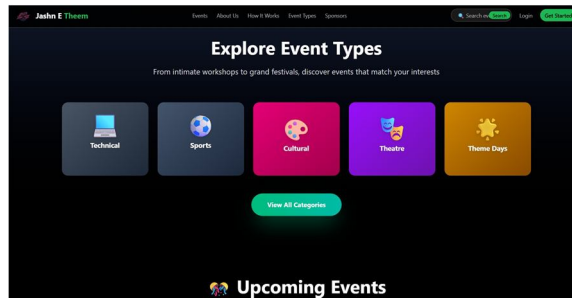 Jashn E Theem
Events About Us How It Works Event Types Sponsors
Search Login Get Started
Explore Event Types
From intimate workshops to grand festivals, discover events that match your interests
Technical Sports Cultural Theatre Theme Days
View All Categories
Upcoming Events